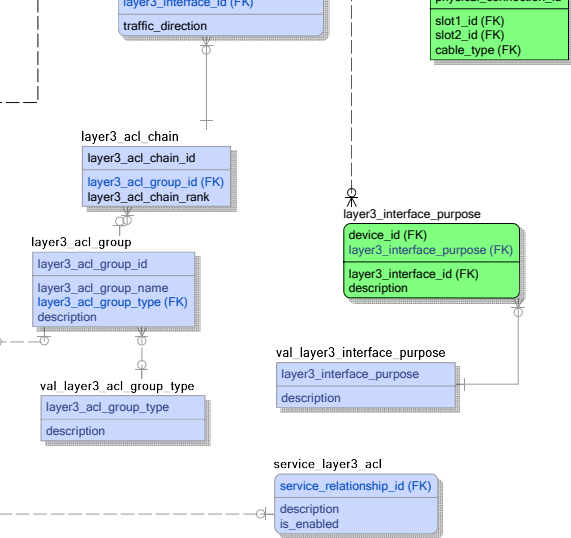 layer3_interface_id (FK)
traffic_direction
physical_connection_id
slot1_id (FK)
slot2_id (FK)
cable_type (FK)
layer3_acl_chain
layer3_acl_chain_id
layer3_acl_group_id (FK)
layer3_acl_chain_rank
layer3_interface_purpose
device_id (FK)
layer3_interface_purpose (FK)
layer3_interface_id (FK)
description
layer3_acl_group
layer3_acl_group_id
layer3_acl_group_name
layer3_acl_group_type (FK)
description
val_layer3_interface_purpose
layer3_interface_purpose
description
val_layer3_acl_group_type
layer3_acl_group_type
description
service_layer3_acl
service_relationship_id (FK)
description
is_enabled